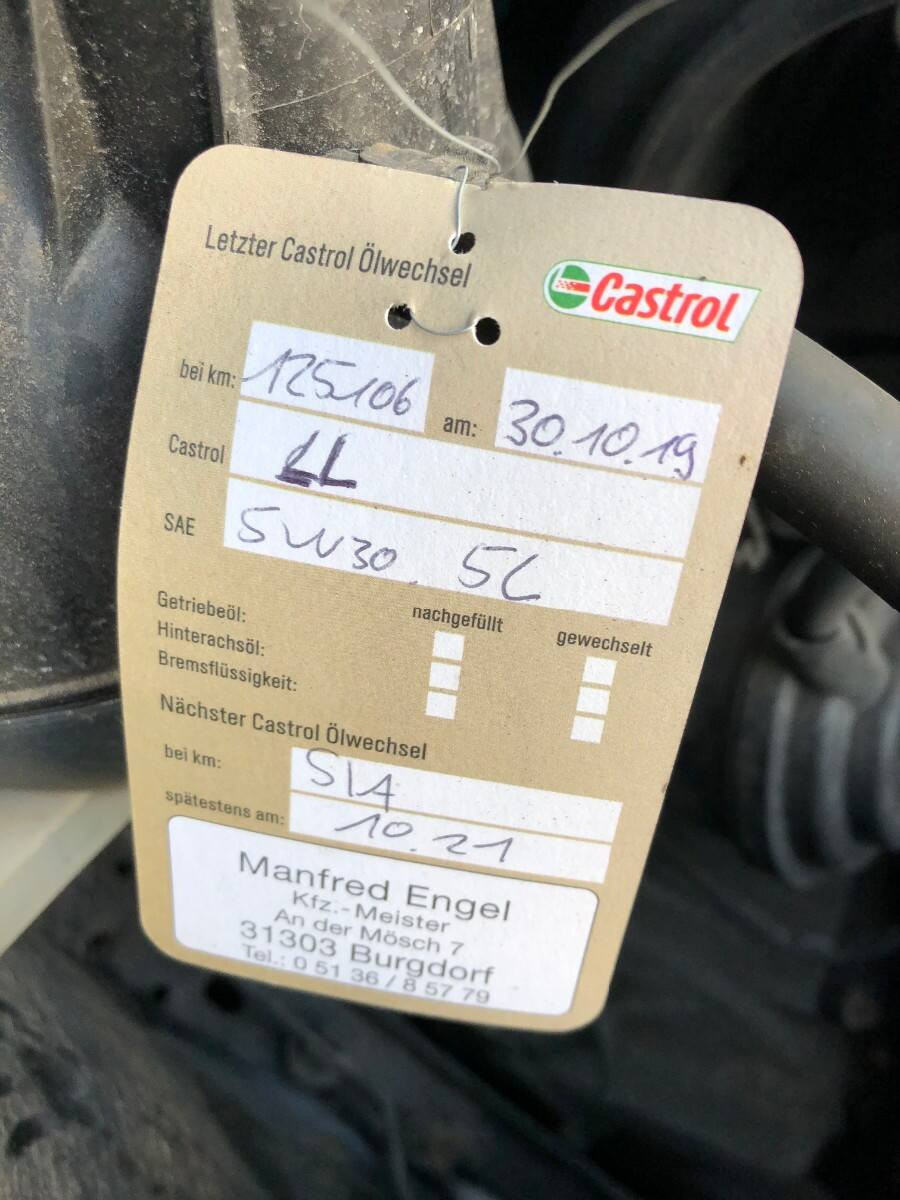 Letzter Castrol Ölwechsel
Castrol
bei km: 125106 am: 30.10.19
Castrol LL
SAE 5W30. 5L
nachgefüllt gewechselt
Getriebeöl:
Hinterachsöl:
Bremsflüssigkeit:
Nächster Castrol Ölwechsel
bei km: SIA
spätestens am: 10.21
Manfred Engel
Kfz.-Meister
An der Mösch 7
31303 Burgdorf
Tel.: 0 51 36 / 8 57 79